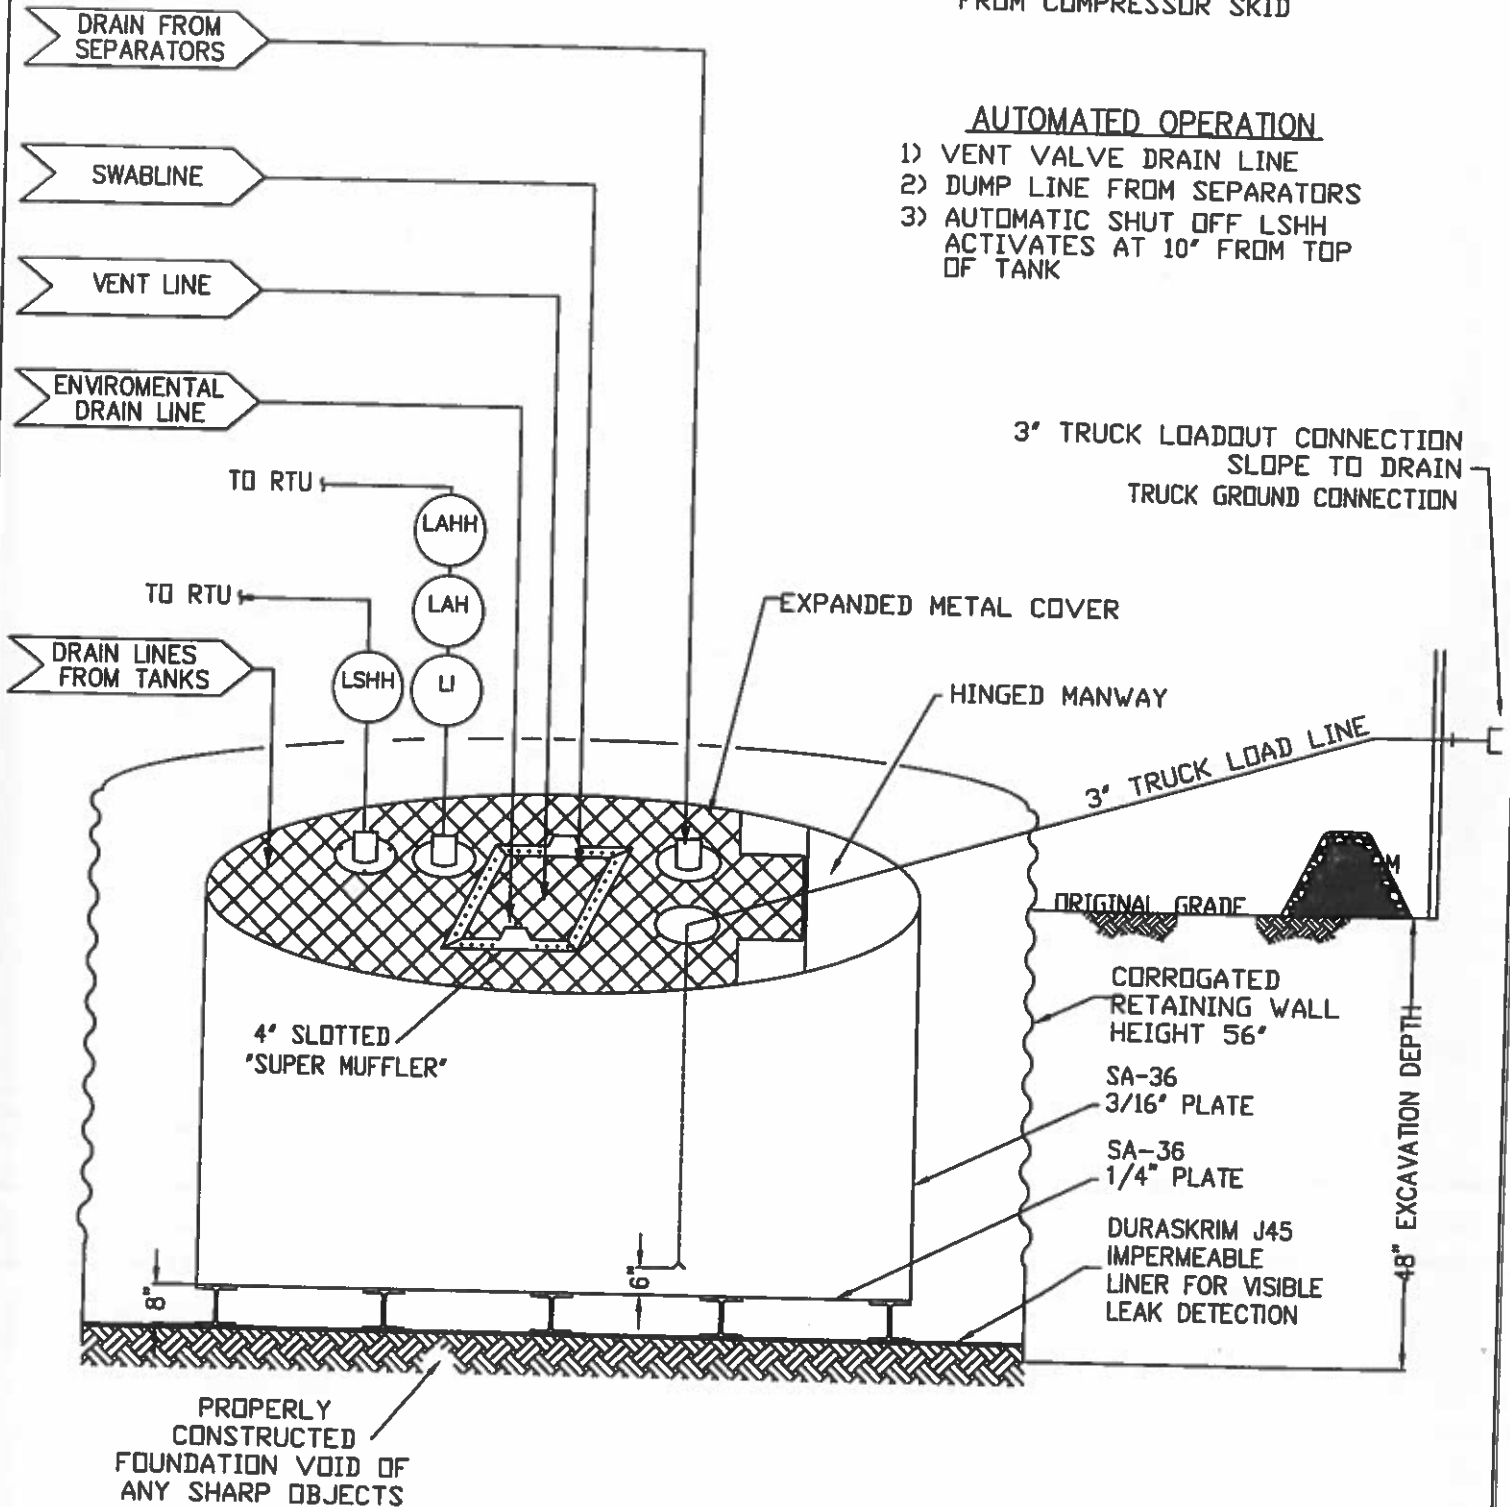 FROM COMPRESSOR SKID
DRAIN FROM
SEPARATORS
AUTOMATED OPERATION
1) VENT VALVE DRAIN LINE
2) DUMP LINE FROM SEPARATORS
3) AUTOMATIC SHUT OFF LSHH
ACTIVATES AT 10" FROM TOP
OF TANK
SWABLINE
VENT LINE
ENVIROMENTAL
DRAIN LINE
3" TRUCK LOADOUT CONNECTION
SLOPE TO DRAIN
TRUCK GROUND CONNECTION
TO RTU
LAHH
TO RTU
LAH
EXPANDED METAL COVER
DRAIN LINES
FROM TANKS
LSHH
LI
HINGED MANWAY
3" TRUCK LOAD LINE
ORIGINAL GRADE
4" SLOTTED
"SUPER MUFFLER"
CORROGATED
RETAINING WALL
HEIGHT 56"
SA-36
3/16" PLATE
SA-36
1/4" PLATE
DURASKRIM J45
IMPERMEABLE
LINER FOR VISIBLE
LEAK DETECTION
48" EXCAVATION DEPTH
8"
6"
PROPERLY
CONSTRUCTED
FOUNDATION VOID OF
ANY SHARP OBJECTS